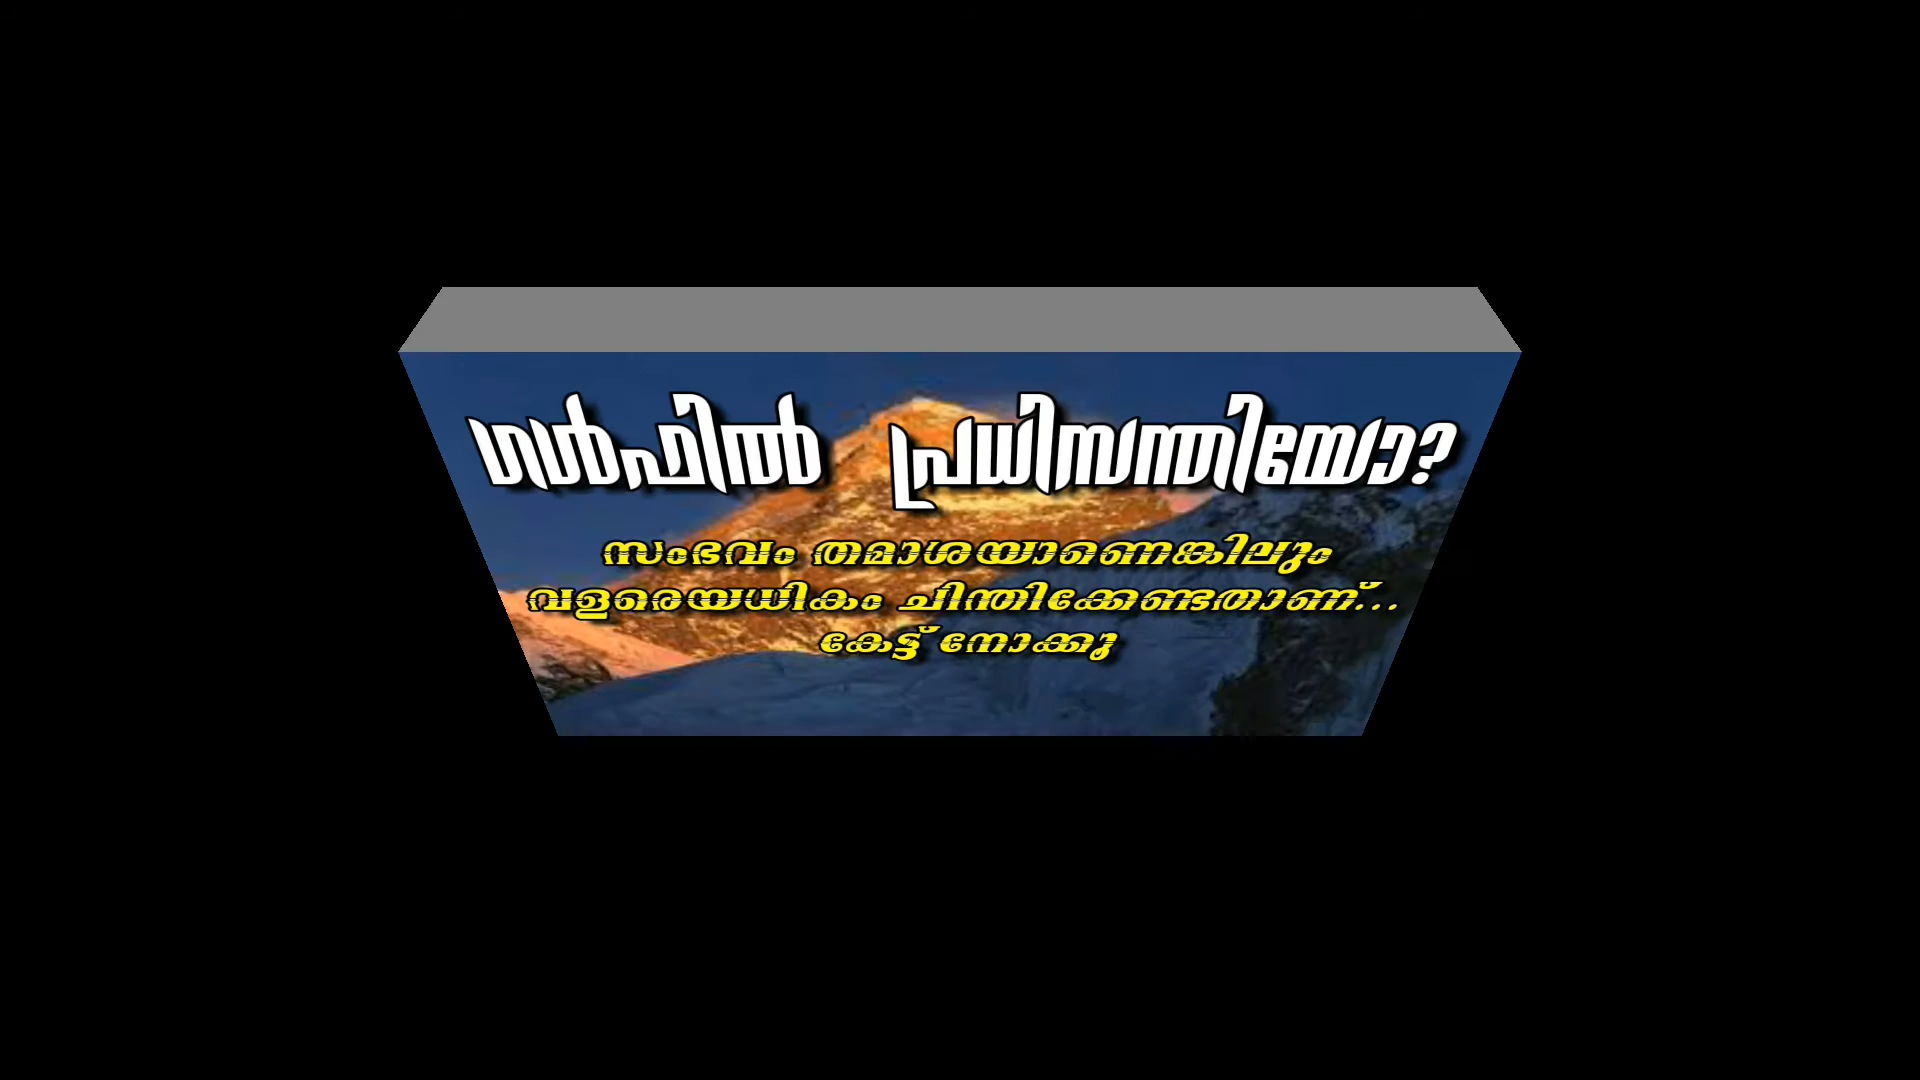 ഗൾഫിൽ പ്രധിസന്തിയോ?
സംഭവം തമാശയാണെങ്കിലും
വളരെയധികം ചിന്തിക്കേണ്ടതാണ്...
കേട്ട് നോക്കൂ